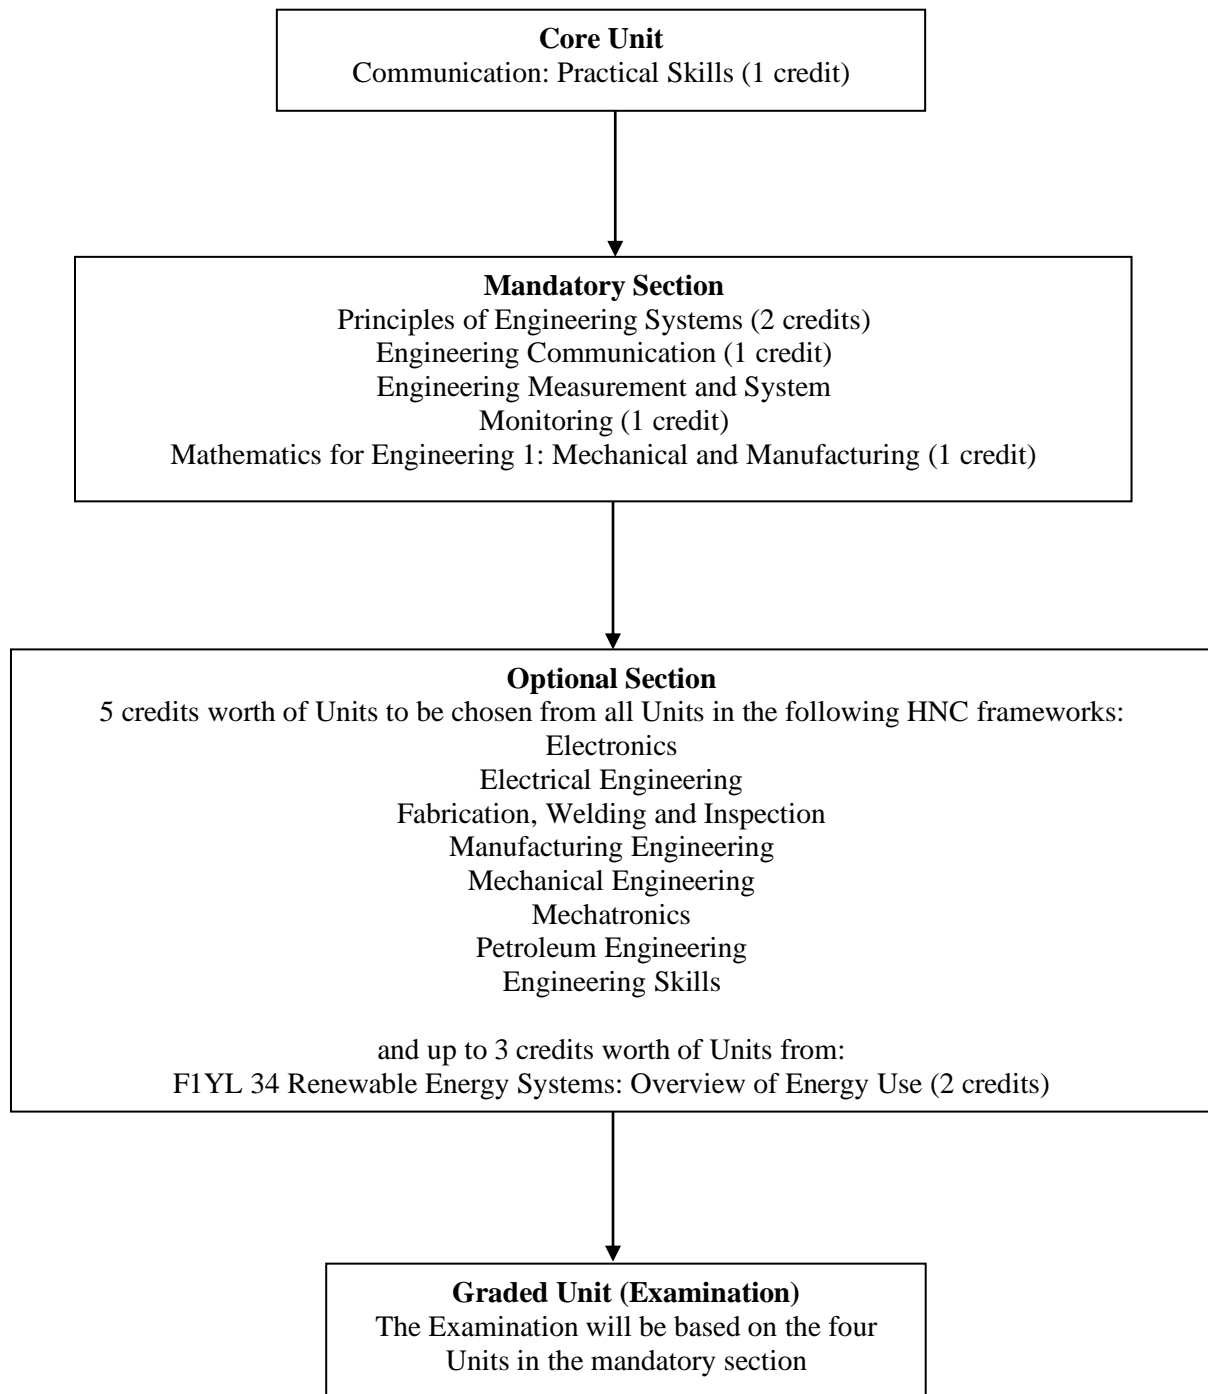 Core Unit
Communication: Practical Skills (1 credit)
Mandatory Section
Principles of Engineering Systems (2 credits)
Engineering Communication (1 credit)
Engineering Measurement and System
Monitoring (1 credit)
Mathematics for Engineering 1: Mechanical and Manufacturing (1 credit)
Optional Section
5 credits worth of Units to be chosen from all Units in the following HNC frameworks:
Electronics
Electrical Engineering
Fabrication, Welding and Inspection
Manufacturing Engineering
Mechanical Engineering
Mechatronics
Petroleum Engineering
Engineering Skills
and up to 3 credits worth of Units from:
F1YL 34 Renewable Energy Systems: Overview of Energy Use (2 credits)
Graded Unit (Examination)
The Examination will be based on the four
Units in the mandatory section